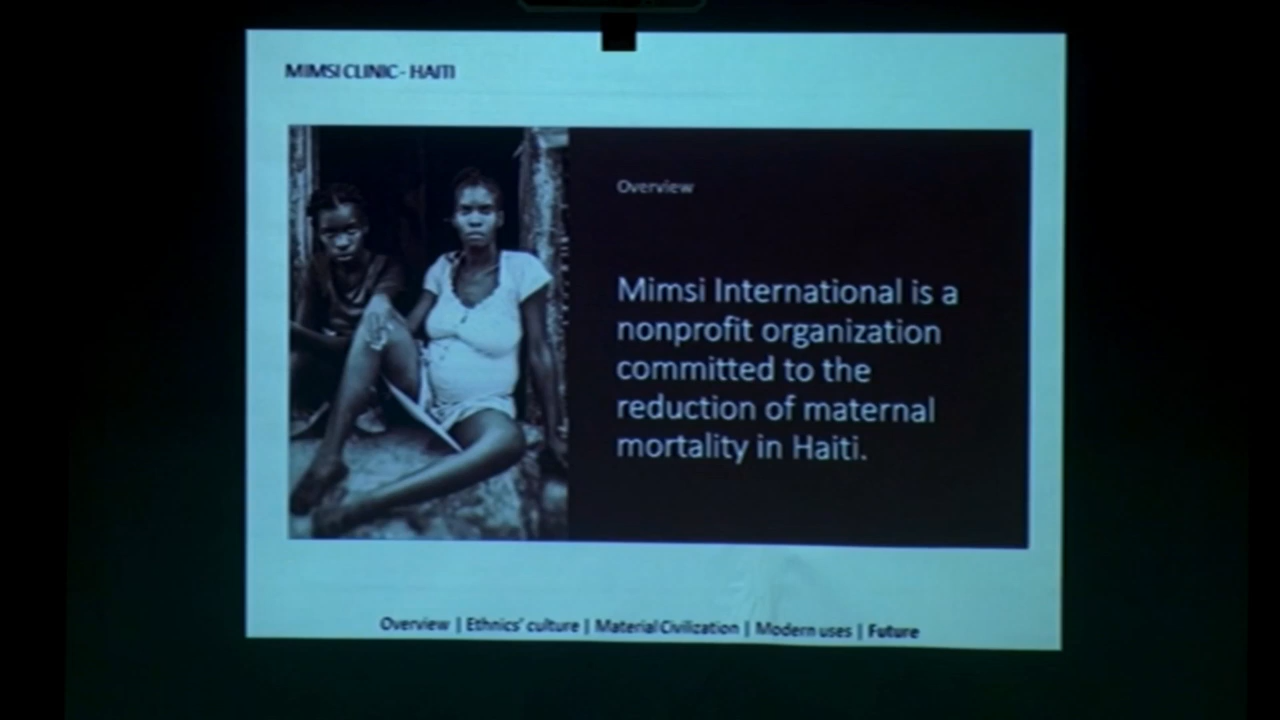 MIMSI CLINIC - HAITI
Overview
Mimsi International is a
nonprofit organization
committed to the
reduction of maternal
mortality in Haiti.
Overview | Ethnics' culture | Material Civilization | Modern uses | Future